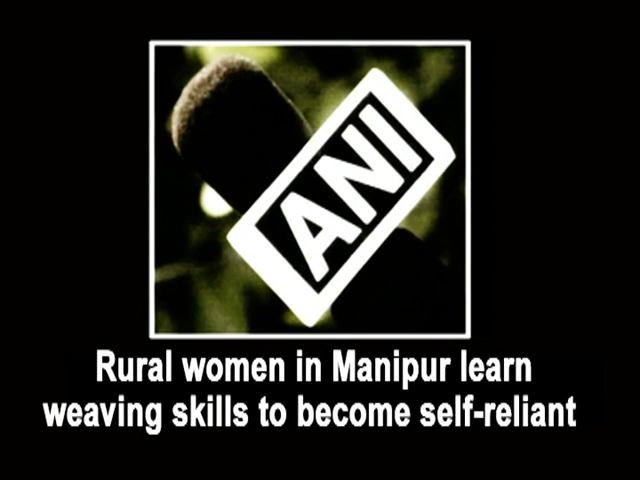 ANI
Rural women in Manipur learn
weaving skills to become self-reliant